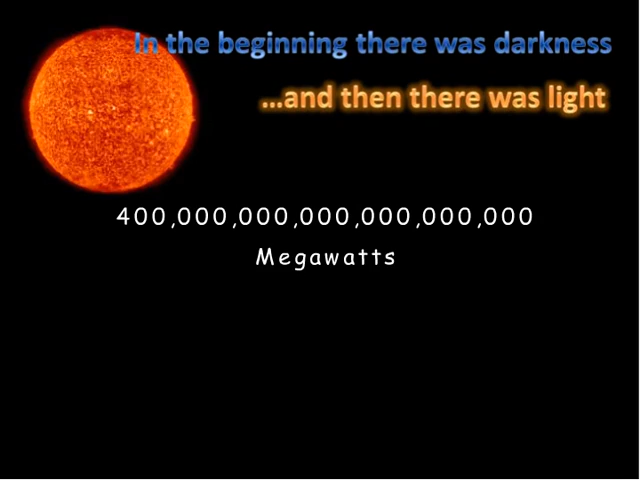 In the beginning there was darkness
...and then there was light
400,000,000,000,000,000,000
Megawatts